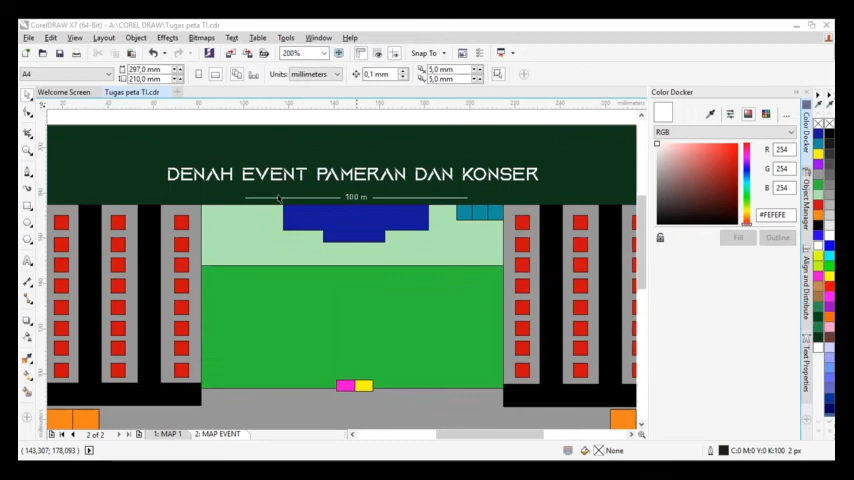 CorelDRAW X7 (64-Bit) - A:\COREL DRAW\Tugas peta TI.cdr
File Edit View Layout Object Effects Bitmaps Text Table Tools Window Help
200% Snap To
A4 297,0 mm 210,0 mm Units: millimeters 0,1 mm 5,0 mm 5,0 mm
Welcome Screen Tugas peta TI.cdr
Color Docker
millimeters
RGB
R 254
G 254
B 254
#FEFEFE
Fill Outline
DENAH EVENT PAMERAN DAN KONSER
100 m
Color Docker
Object Manager
Align and Distribute
Text Properties
2 of 2 1: MAP 1 2: MAP EVENT
( 143,307; 178,093 ) None C:0 M:0 Y:0 K:100 2 px